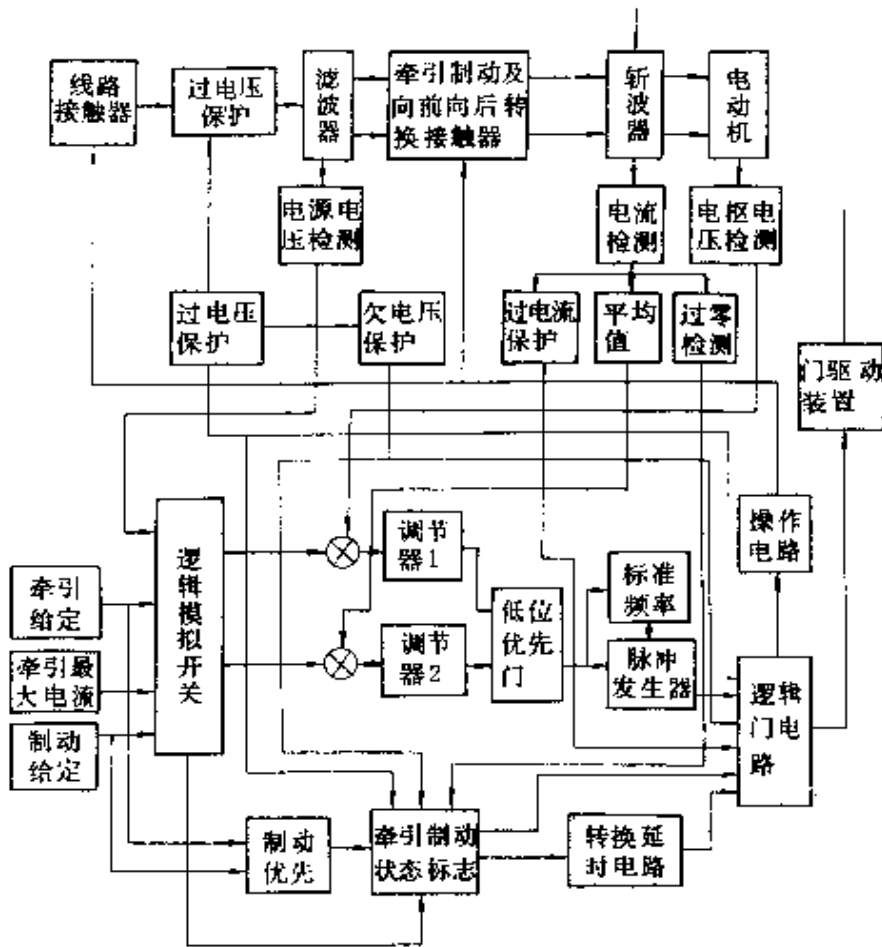 线路
接触器
过电压
保护
滤
波
器
牵引制动及
向前向后转
换接触器
斩
波
器
电
动
机
电源电
压检测
电流
检测
电枢电
压检测
过电压
保护
欠电压
保护
过电流
保护
平均
值
过零
检测
门驱动
装置
逻
辑
模
拟
开
关
调节
器1
操作
电路
标准
频率
牵引
给定
低位
优先
门
调节
器2
脉冲
发生器
牵引最
大电流
逻辑
门电
路
制动
给定
制动
优先
牵引制动
状态标志
转换延
时电路